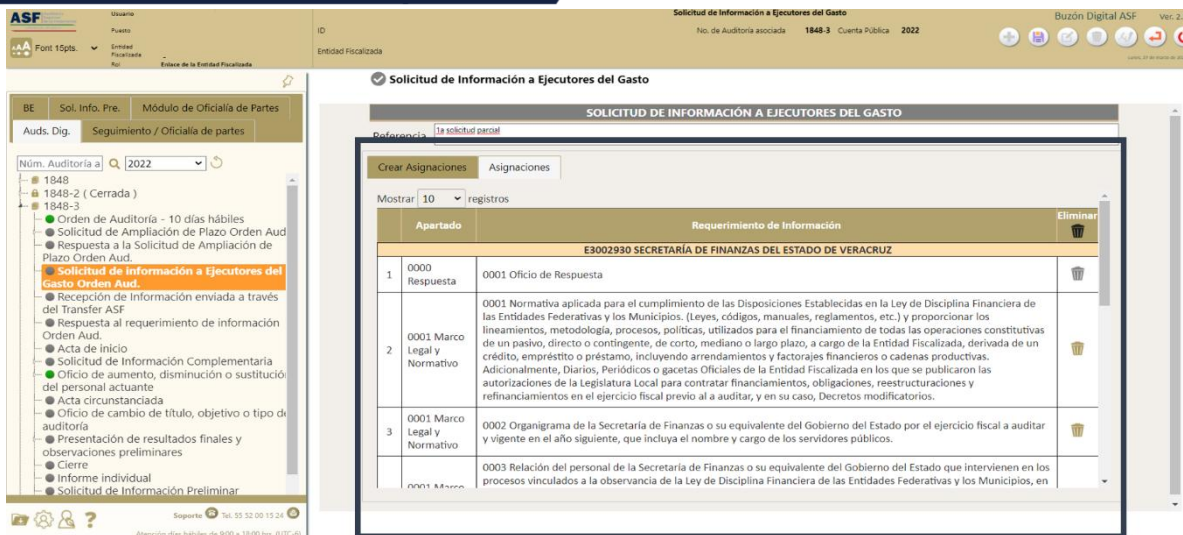 ASF
Usuario
Puesto
Entidad Fiscalizada
-
Rol Enlace de la Entidad Fiscalizada
Font 15pts.
ID
Entidad Fiscalizada
Solicitud de Información a Ejecutores del Gasto
No. de Auditoría asociada 1848-3 Cuenta Pública 2022
Buzón Digital ASF Ver. 2.
BE Sol. Info. Pre. Módulo de Oficialía de Partes
Auds. Dig. Seguimiento / Oficialía de partes
Núm. Auditoría a 2022
1848
1848-2 ( Cerrada )
1848-3
Orden de Auditoría - 10 días hábiles
Solicitud de Ampliación de Plazo Orden Aud
Respuesta a la Solicitud de Ampliación de
Plazo Orden Aud.
Solicitud de información a Ejecutores del
Gasto Orden Aud.
Recepción de Información enviada a través
del Transfer ASF
Respuesta al requerimiento de información
Orden Aud.
Acta de inicio
Solicitud de Información Complementaria
Oficio de aumento, disminución o sustitució
del personal actuante
Acta circunstanciada
Oficio de cambio de título, objetivo o tipo de
auditoría
Presentación de resultados finales y
observaciones preliminares
Cierre
Informe individual
Solicitud de Información Preliminar
? Soporte Tel. 55 52 00 15 24
Atención días hábiles de 9:00 a 18:00 hrs. (UTC-6)
Solicitud de Información a Ejecutores del Gasto
SOLICITUD DE INFORMACIÓN A EJECUTORES DEL GASTO
Referencia 1a solicitud parcial
Crear Asignaciones Asignaciones
Mostrar 10 registros
Apartado Requerimiento de Información Eliminar
E3002930 SECRETARÍA DE FINANZAS DEL ESTADO DE VERACRUZ
1 0000 Respuesta 0001 Oficio de Respuesta
2 0001 Marco Legal y Normativo
0001 Normativa aplicada para el cumplimiento de las Disposiciones Establecidas en la Ley de Disciplina Financiera de
las Entidades Federativas y los Municipios. (Leyes, códigos, manuales, reglamentos, etc.) y proporcionar los
lineamientos, metodología, procesos, políticas, utilizados para el financiamiento de todas las operaciones constitutivas
de un pasivo, directo o contingente, de corto, mediano o largo plazo, a cargo de la Entidad Fiscalizada, derivada de un
crédito, empréstito o préstamo, incluyendo arrendamientos y factorajes financieros o cadenas productivas.
Adicionalmente, Diarios, Periódicos o gacetas Oficiales de la Entidad Fiscalizada en los que se publicaron las
autorizaciones de la Legislatura Local para contratar financiamientos, obligaciones, reestructuraciones y
refinanciamientos en el ejercicio fiscal previo al a auditar, y en su caso, Decretos modificatorios.
3 0001 Marco Legal y Normativo
0002 Organigrama de la Secretaría de Finanzas o su equivalente del Gobierno del Estado por el ejercicio fiscal a auditar
y vigente en el año siguiente, que incluya el nombre y cargo de los servidores públicos.
0001 Marco
0003 Relación del personal de la Secretaría de Finanzas o su equivalente del Gobierno del Estado que intervienen en los
procesos vinculados a la observancia de la Ley de Disciplina Financiera de las Entidades Federativas y los Municipios, en